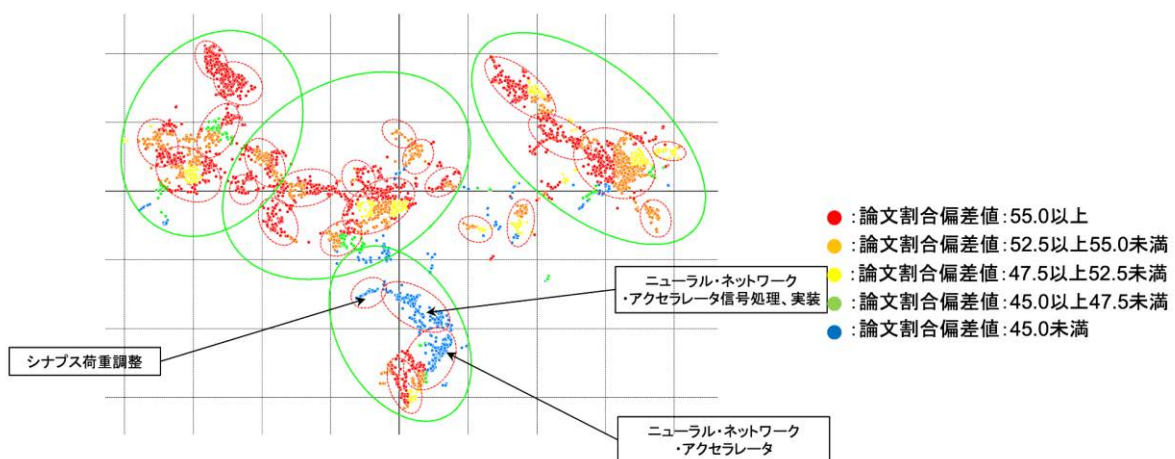 ●:論文割合偏差値:55.0以上
●:論文割合偏差値:52.5以上55.0未満
●:論文割合偏差値:47.5以上52.5未満
●:論文割合偏差値:45.0以上47.5未満
●:論文割合偏差値:45.0未満
ニューラル・ネットワーク
・アクセラレータ信号処理、実装
シナプス荷重調整
ニューラル・ネットワーク
・アクセラレータ